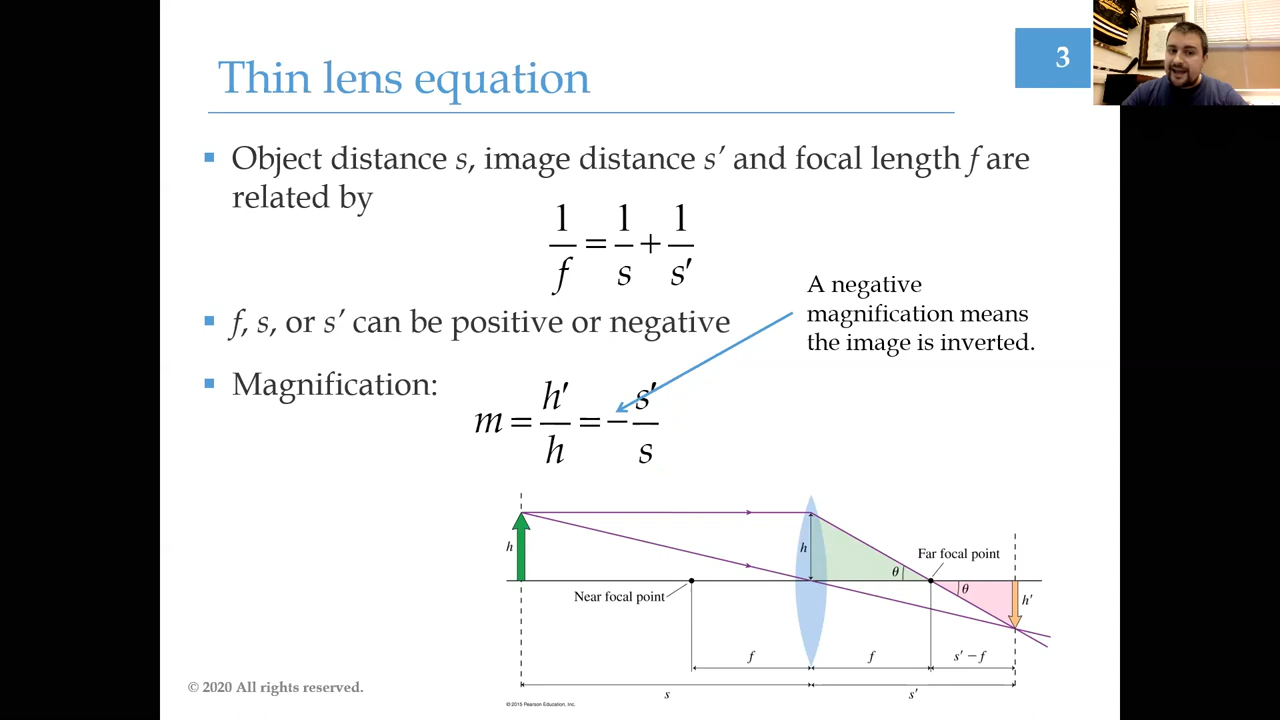 3
Thin lens equation
▪ Object distance s, image distance s′ and focal length f are
related by
1/f = 1/s + 1/s′
A negative
magnification means
the image is inverted.
▪ f, s, or s′ can be positive or negative
▪ Magnification:
m = h′/h = −s′/s
h
h
θ
Far focal point
θ
h′
Near focal point
f
f
s′ − f
s
s′
© 2020 All rights reserved.
© 2015 Pearson Education, Inc.